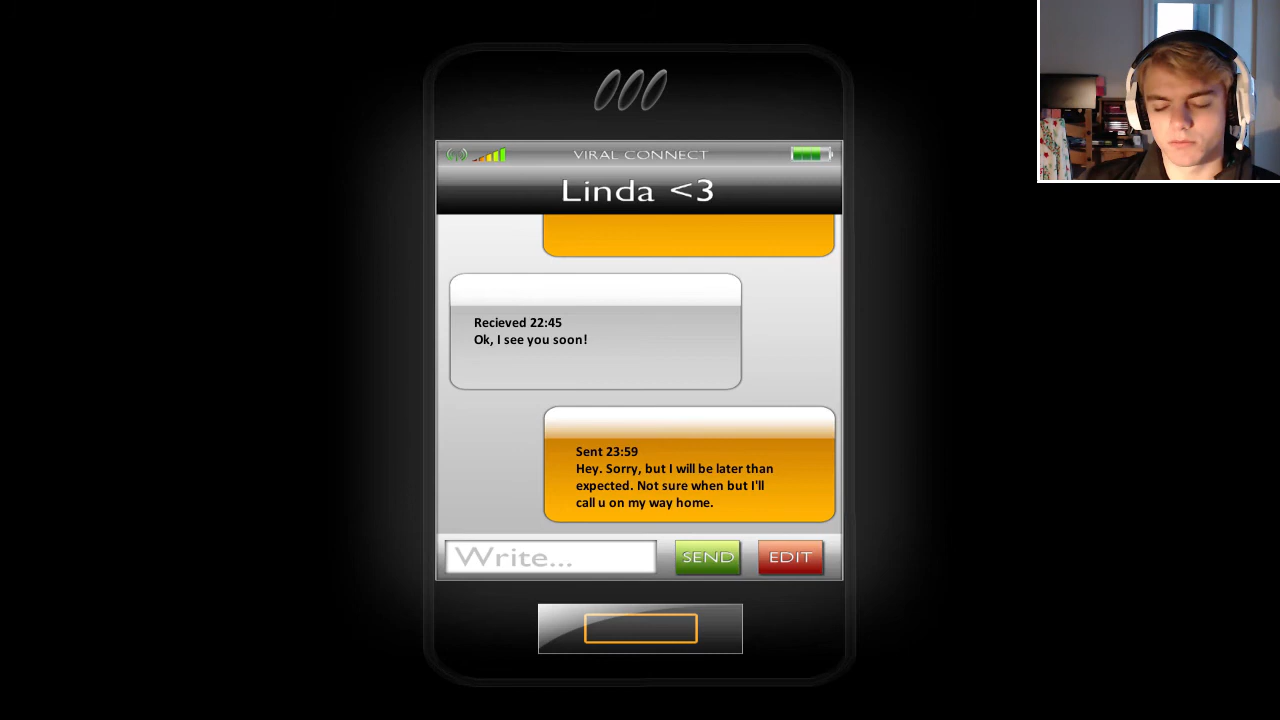 VIRAL CONNECT
Linda <3
Recieved 22:45
Ok, I see you soon!
Sent 23:59
Hey. Sorry, but I will be later than
expected. Not sure when but I'll
call u on my way home.
Write...
SEND
EDIT